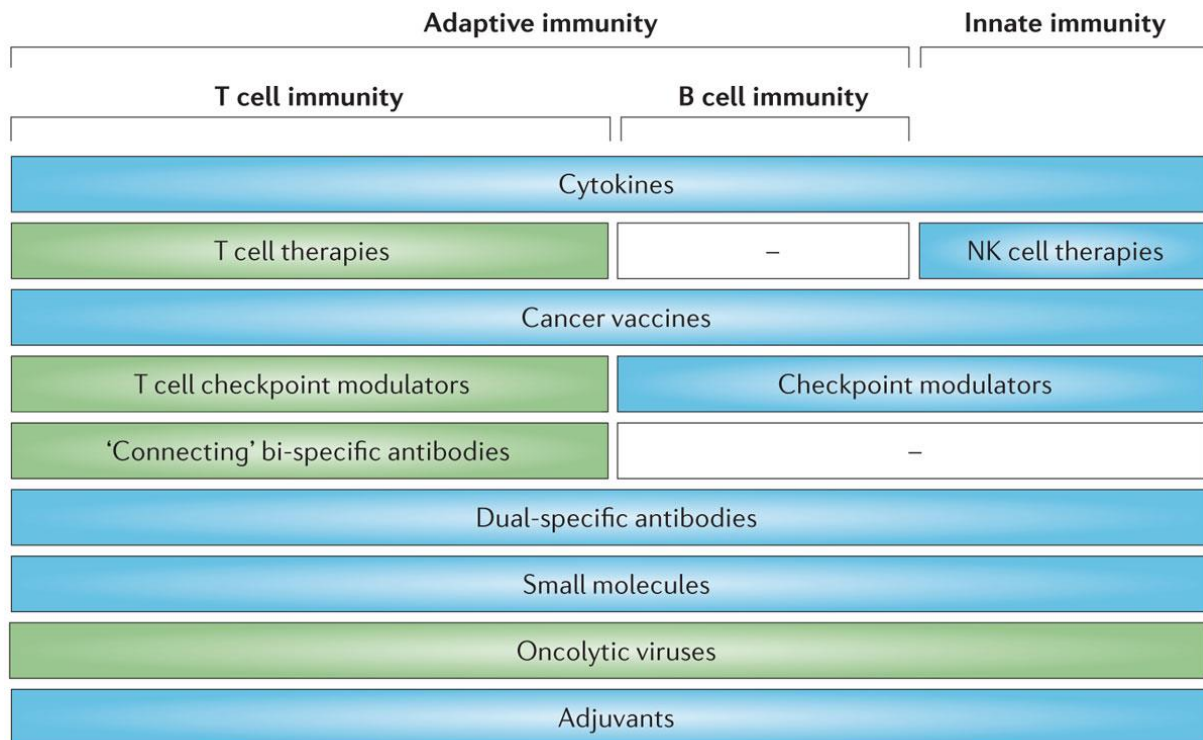 Adaptive immunity
Innate immunity
T cell immunity
B cell immunity
Cytokines
T cell therapies
–
NK cell therapies
Cancer vaccines
T cell checkpoint modulators
Checkpoint modulators
‘Connecting’ bi-specific antibodies
–
Dual-specific antibodies
Small molecules
Oncolytic viruses
Adjuvants